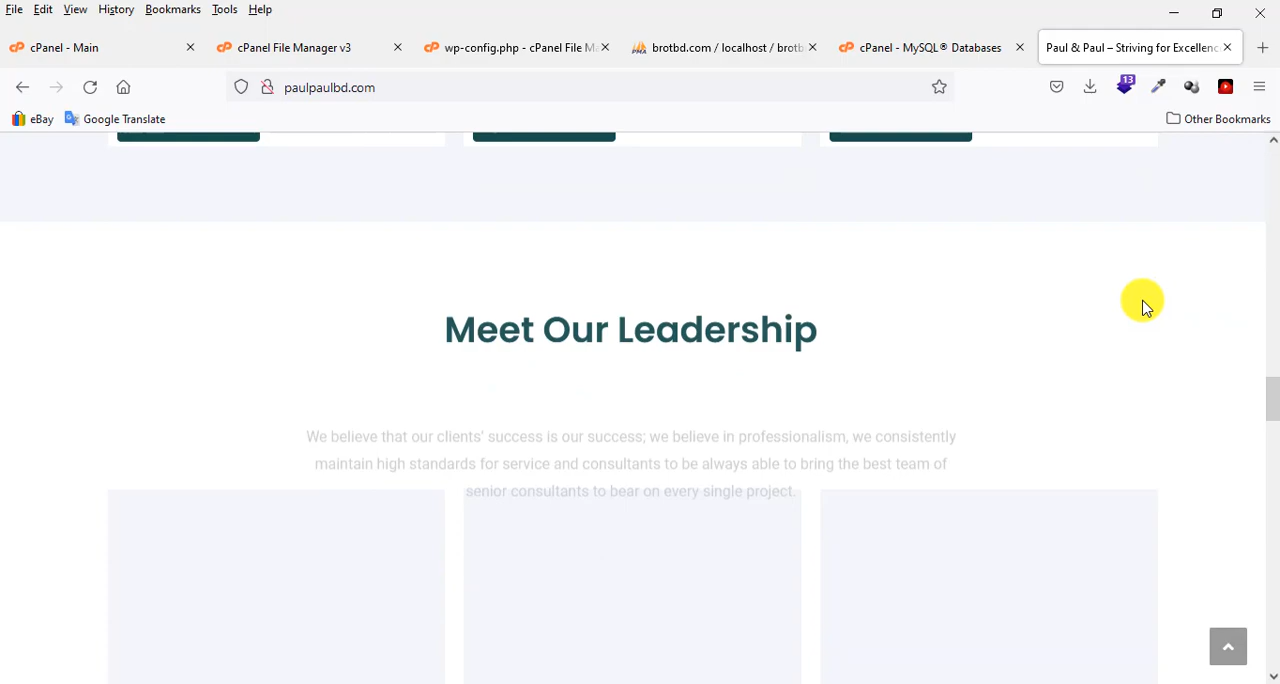 File Edit View History Bookmarks Tools Help
cPanel - Main
cPanel File Manager v3
wp-config.php - cPanel File M
brotbd.com / localhost / brotb
cPanel - MySQL® Databases
Paul & Paul – Striving for Excellenc
paulpaulbd.com
13
eBay
Google Translate
Other Bookmarks
Meet Our Leadership
We believe that our clients’ success is our success; we believe in professionalism, we consistently
maintain high standards for service and consultants to be always able to bring the best team of
senior consultants to bear on every single project.